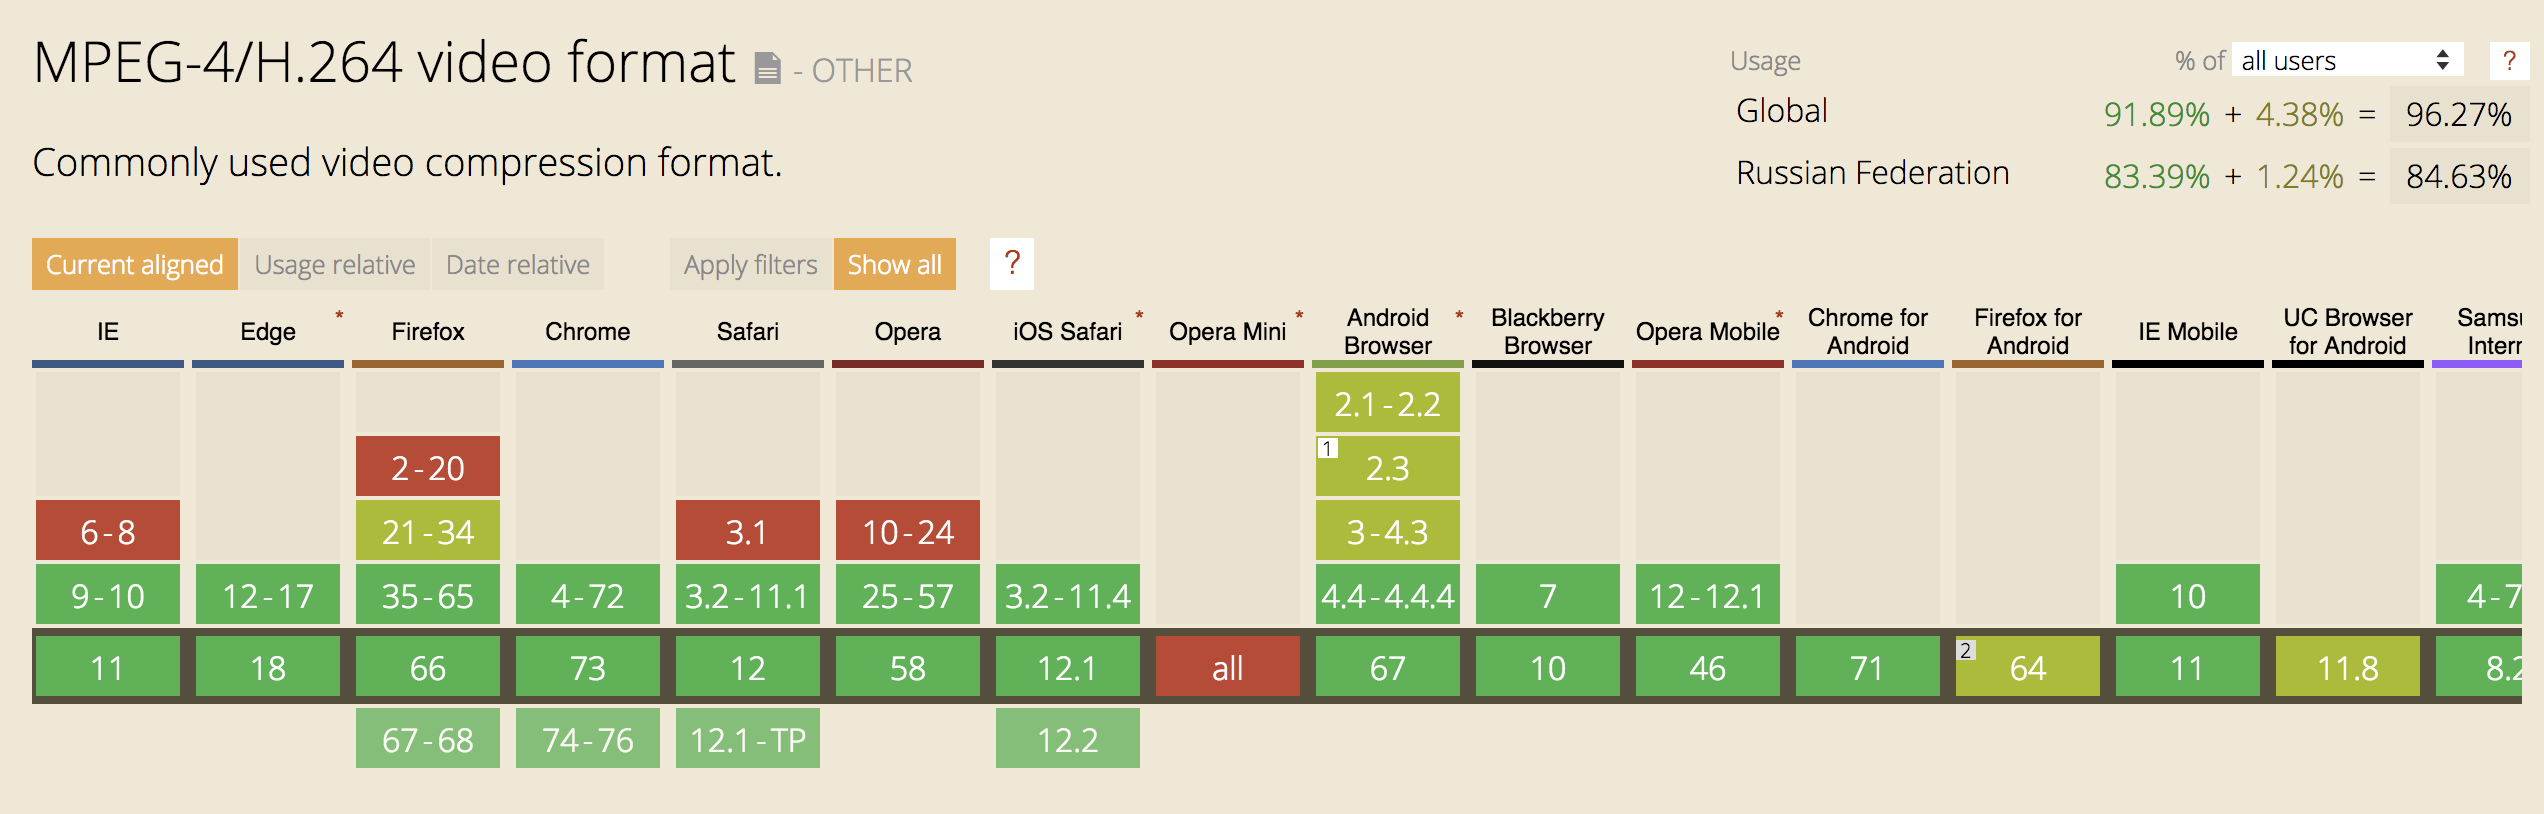 MPEG-4/H.264 video format - OTHER
Usage % of all users ?
Global 91.89% + 4.38% = 96.27%
Commonly used video compression format.
Russian Federation 83.39% + 1.24% = 84.63%
Current aligned Usage relative Date relative Apply filters Show all ?
IE Edge * Firefox Chrome Safari Opera iOS Safari * Opera Mini * Android Browser * Blackberry Browser Opera Mobile * Chrome for Android Firefox for Android IE Mobile UC Browser for Android
2.1-2.2
2-20 1 2.3
6-8 21-34 3.1 10-24 3-4.3
9-10 12-17 35-65 4-72 3.2-11.1 25-57 3.2-11.4 4.4-4.4.4 7 12-12.1 10 4-7
11 18 66 73 12 58 12.1 all 67 10 46 71 2 64 11 11.8 8.2
67-68 74-76 12.1-TP 12.2